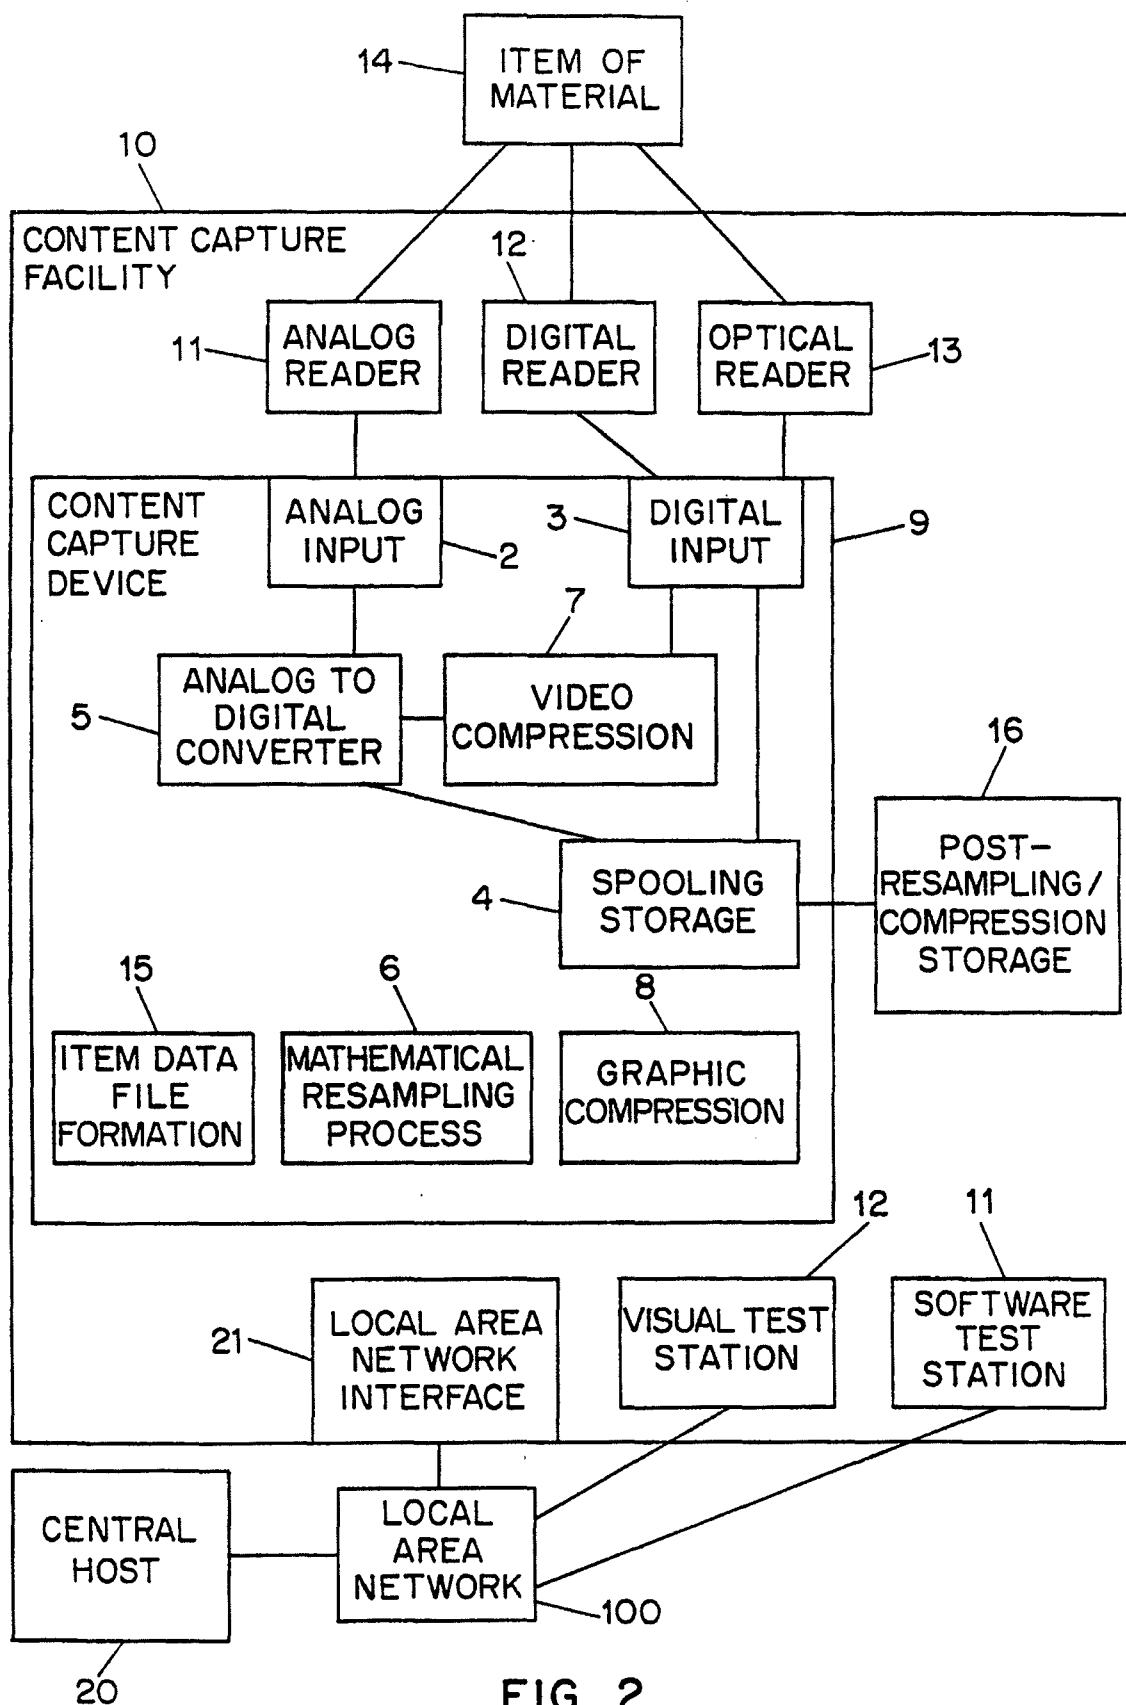 14
ITEM OF
MATERIAL
10
CONTENT CAPTURE
FACILITY
12
11
ANALOG
READER
DIGITAL
READER
OPTICAL
READER
13
CONTENT
CAPTURE
DEVICE
ANALOG
INPUT
2
3
DIGITAL
INPUT
9
7
5
ANALOG TO
DIGITAL
CONVERTER
VIDEO
COMPRESSION
16
POST-
RESAMPLING/
COMPRESSION
STORAGE
4
SPOOLING
STORAGE
15
6
8
ITEM DATA
FILE
FORMATION
MATHEMATICAL
RESAMPLING
PROCESS
GRAPHIC
COMPRESSION
12
11
21
LOCAL AREA
NETWORK
INTERFACE
VISUAL TEST
STATION
SOFTWARE
TEST
STATION
CENTRAL
HOST
LOCAL
AREA
NETWORK
100
20
FIG. 2